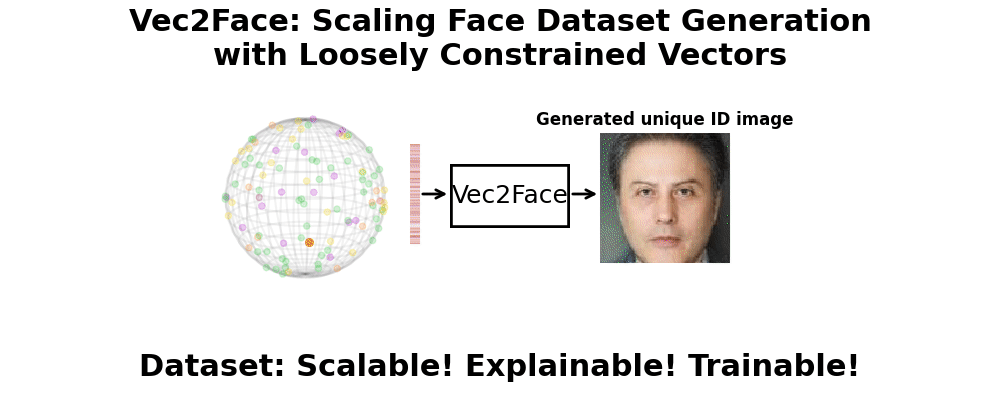 Vec2Face: Scaling Face Dataset Generation
with Loosely Constrained Vectors
Generated unique ID image
Vec2Face
Dataset: Scalable! Explainable! Trainable!